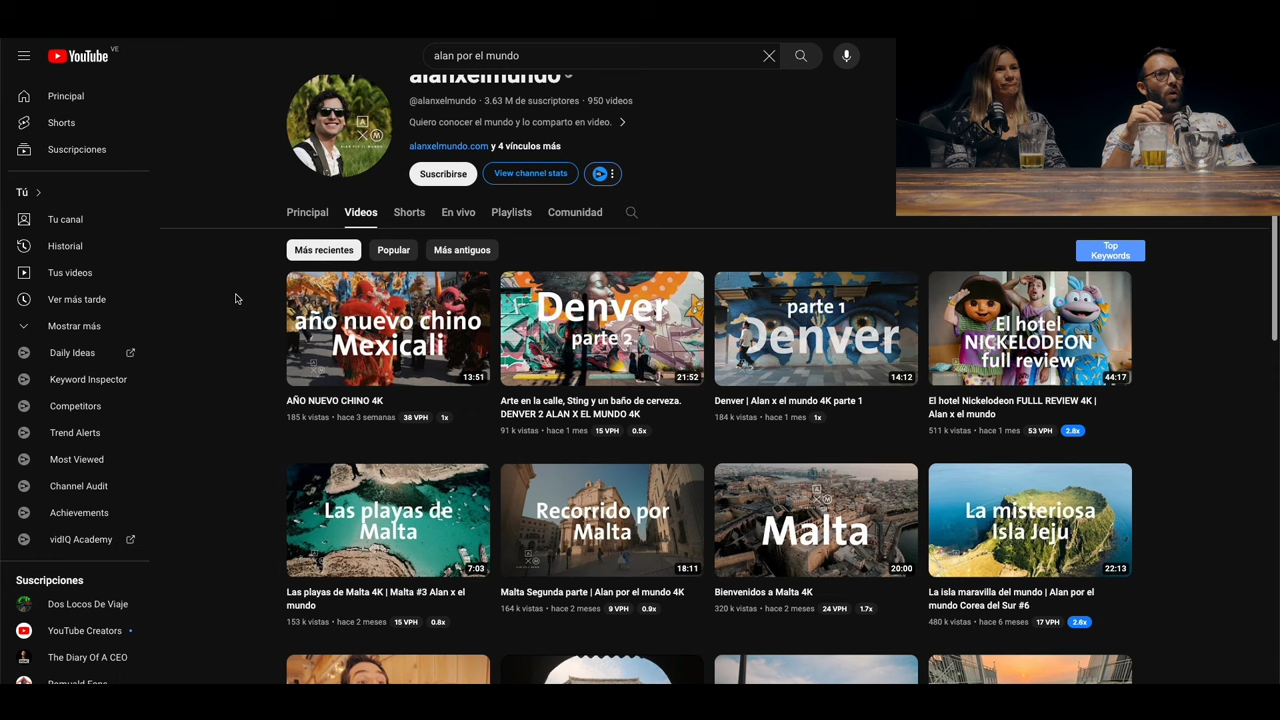 YouTube VE
alan por el mundo
Principal
Shorts
Suscripciones
Tú
Tu canal
Historial
Tus videos
Ver más tarde
Mostrar más
Daily Ideas
Keyword Inspector
Competitors
Trend Alerts
Most Viewed
Channel Audit
Achievements
vidIQ Academy
Suscripciones
Dos Locos De Viaje
YouTube Creators
The Diary Of A CEO
alanxelmundo
@alanxelmundo · 3.63 M de suscriptores · 950 videos
Quiero conocer el mundo y lo comparto en video.
alanxelmundo.com y 4 vínculos más
Suscribirse
View channel stats
Principal Videos Shorts En vivo Playlists Comunidad
Más recientes Popular Más antiguos
Top
Keywords
año nuevo chino
Mexicali
13:51
AÑO NUEVO CHINO 4K
185 k vistas · hace 3 semanas 38 VPH 1x
Denver
parte 2
21:52
Arte en la calle, Sting y un baño de cerveza.
DENVER 2 ALAN X EL MUNDO 4K
91 k vistas · hace 1 mes 15 VPH 0.5x
parte 1
Denver
14:12
Denver | Alan x el mundo 4K parte 1
184 k vistas · hace 1 mes 1x
El hotel
NICKELODEON
full review
44:17
El hotel Nickelodeon FULLL REVIEW 4K |
Alan x el mundo
511 k vistas · hace 1 mes 53 VPH 2.8x
Las playas de
Malta
7:03
Las playas de Malta 4K | Malta #3 Alan x el
mundo
153 k vistas · hace 2 meses 15 VPH 0.8x
Recorrido por
Malta
18:11
Malta Segunda parte | Alan por el mundo 4K
164 k vistas · hace 2 meses 9 VPH 0.9x
Malta
20:00
Bienvenidos a Malta 4K
320 k vistas · hace 2 meses 24 VPH 1.7x
La misteriosa
Isla Jeju
22:13
La isla maravilla del mundo | Alan por el
mundo Corea del Sur #6
480 k vistas · hace 6 meses 17 VPH 2.6x